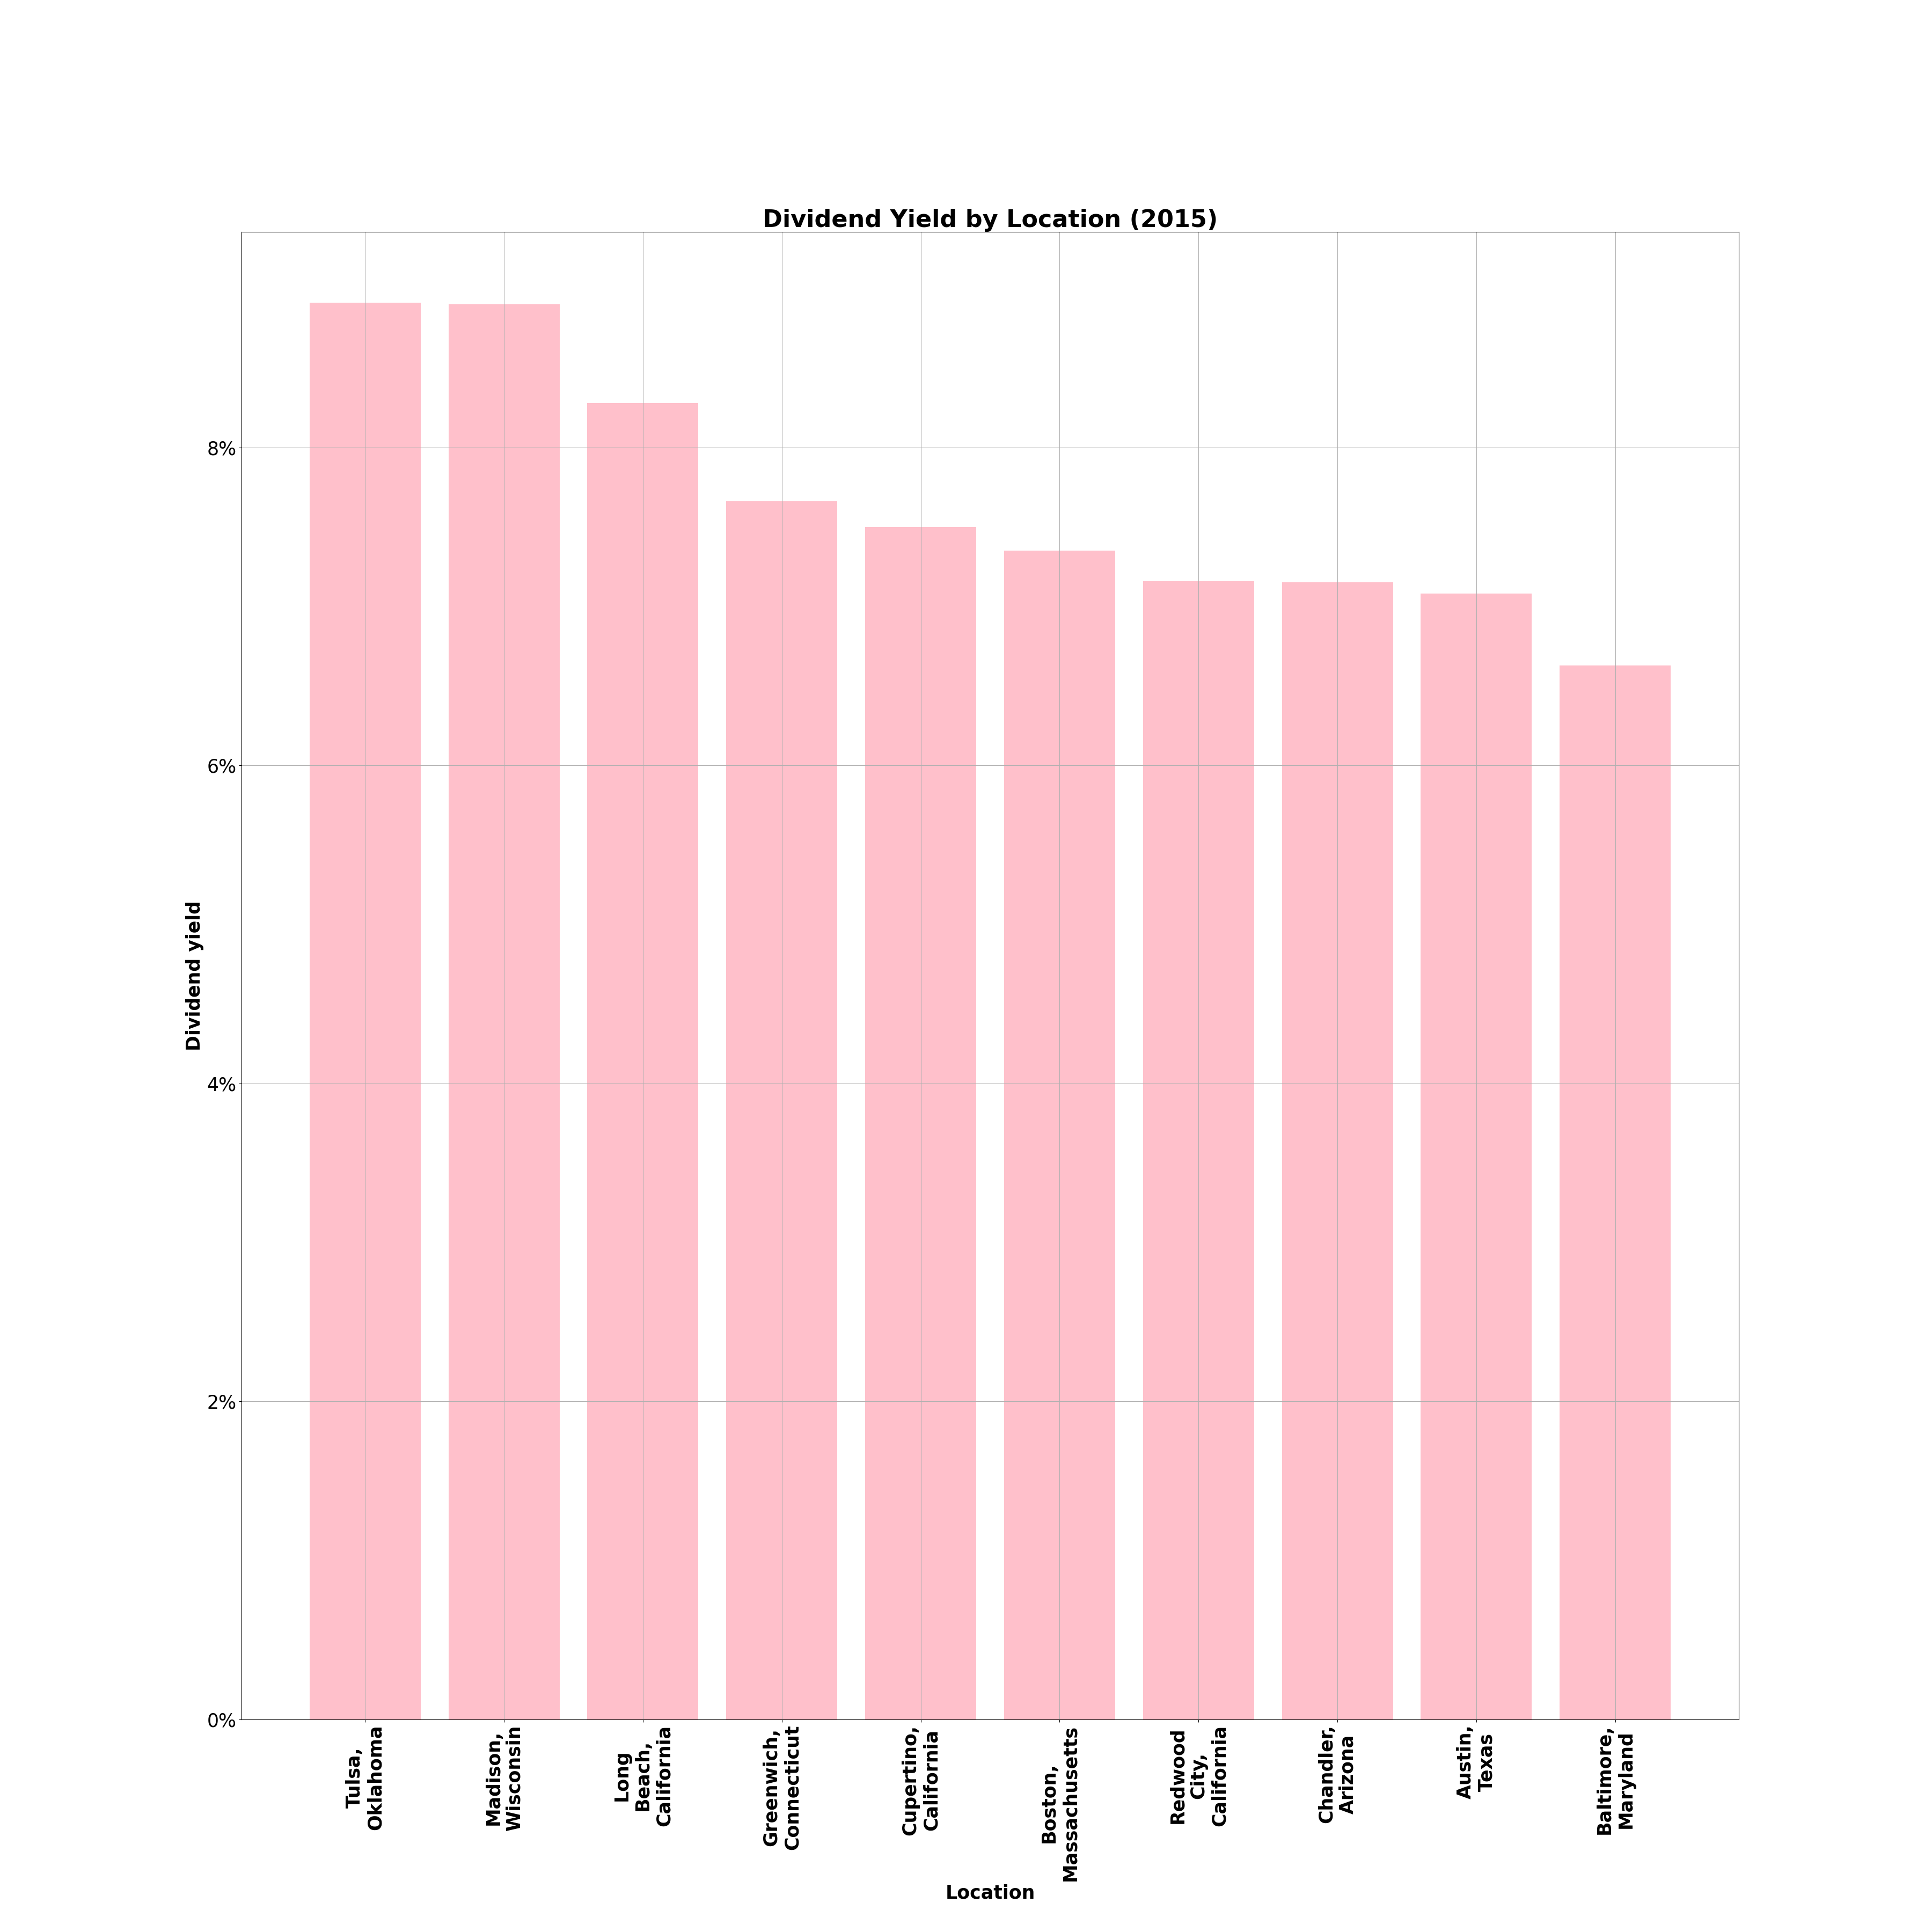 Dividend Yield by Location (2015)
Dividend yield
8%
6%
4%
2%
0%
Tulsa,
Oklahoma
Madison,
Wisconsin
Long
Beach,
California
Greenwich,
Connecticut
Cupertino,
California
Boston,
Massachusetts
Redwood
City,
California
Chandler,
Arizona
Austin,
Texas
Baltimore,
Maryland
Location